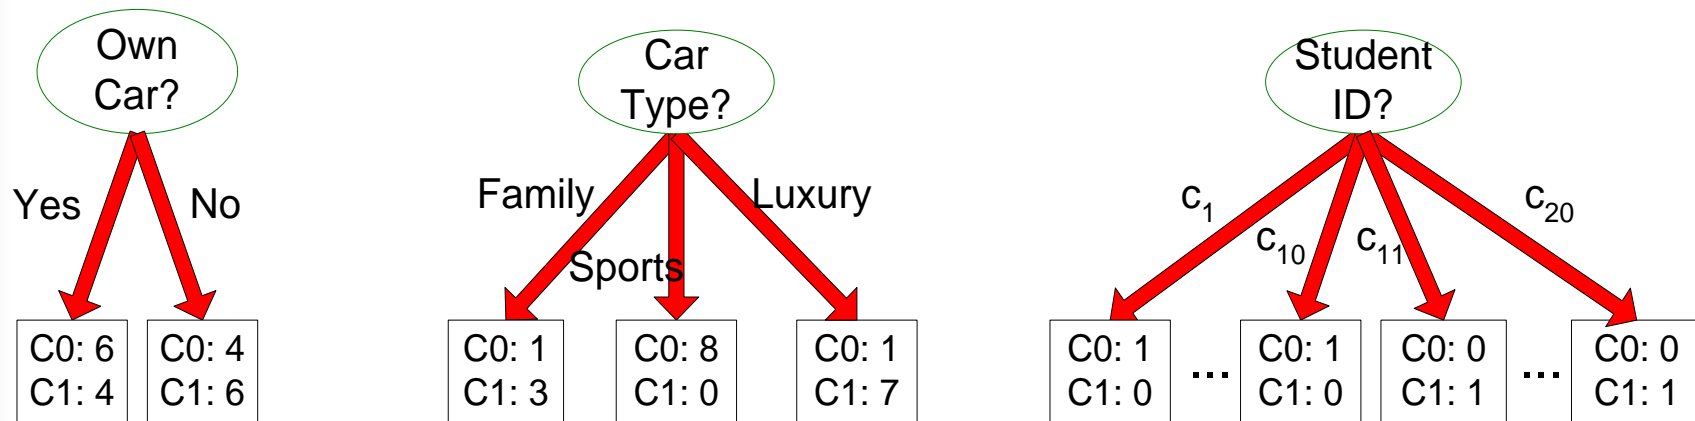 Own
Car?
Yes
No
C0: 6
C1: 4
C0: 4
C1: 6
Car
Type?
Family
Sports
Luxury
C0: 1
C1: 3
C0: 8
C1: 0
C0: 1
C1: 7
Student
ID?
c1
c10
c11
c20
C0: 1
C1: 0
...
C0: 1
C1: 0
C0: 0
C1: 1
...
C0: 0
C1: 1